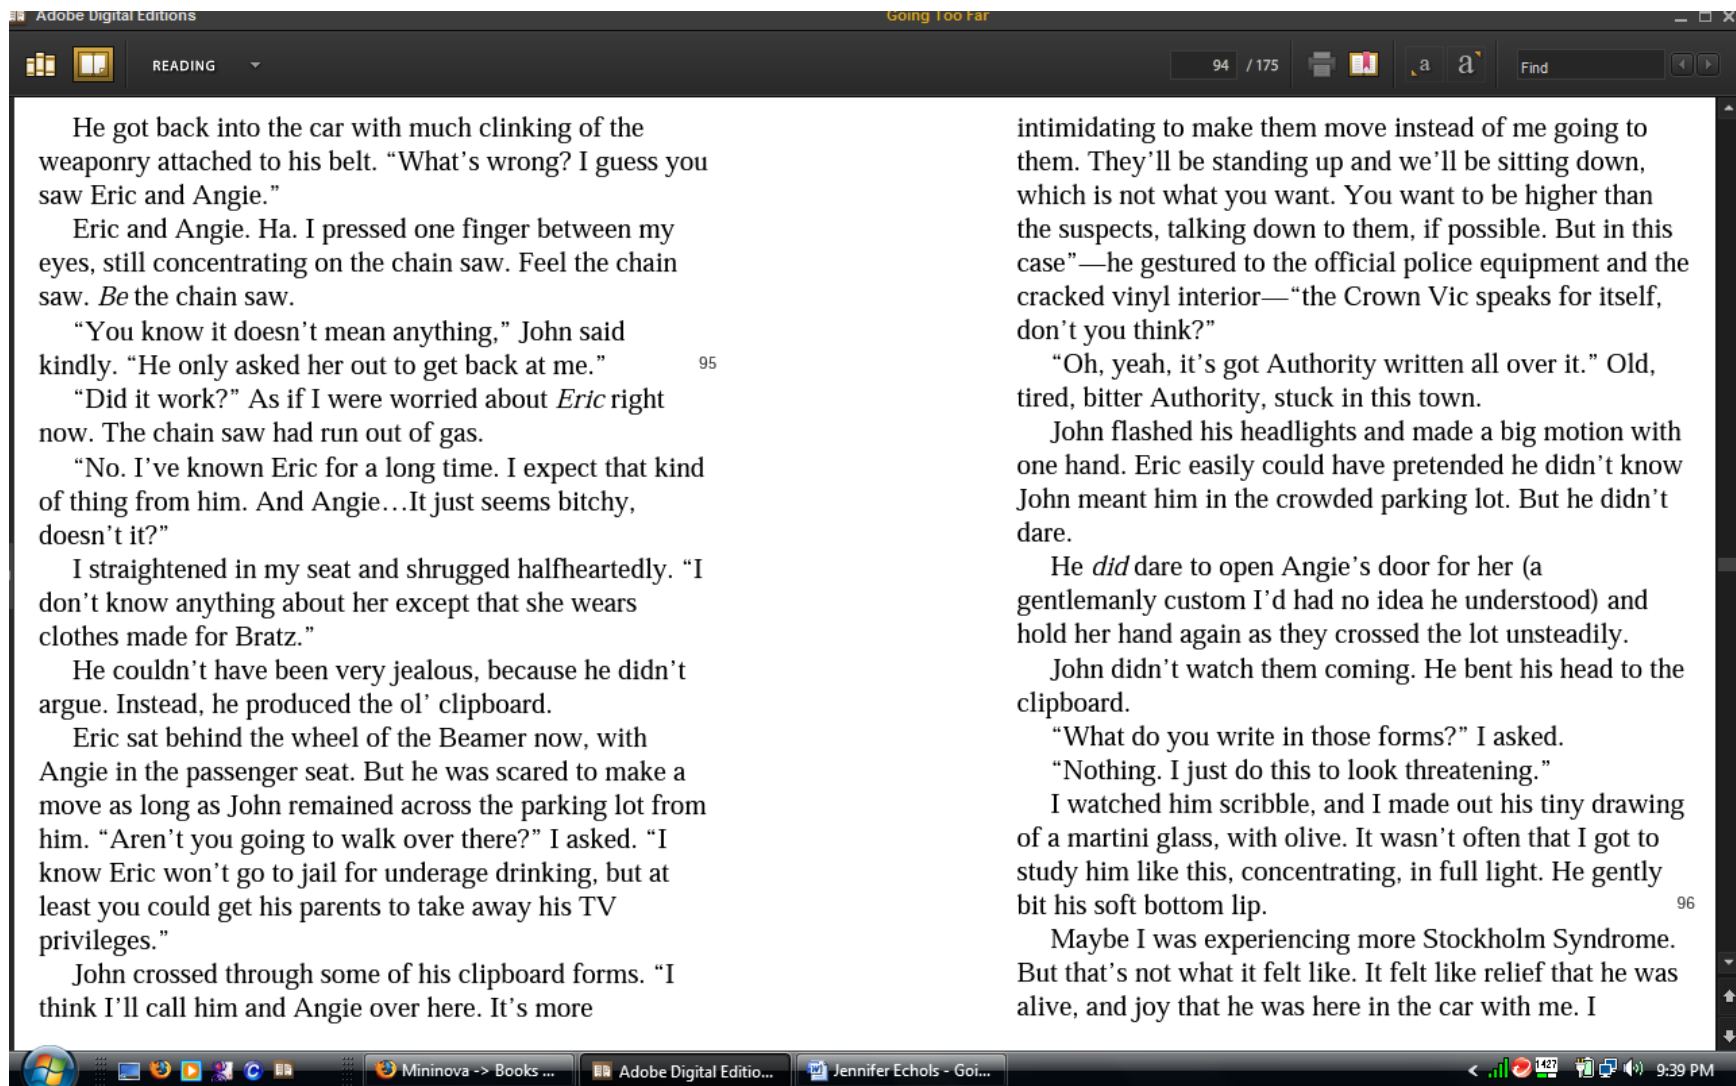 Adobe Digital Editions
Going Too Far
READING
94 / 175
a
a
Find
He got back into the car with much clinking of the
weaponry attached to his belt. “What’s wrong? I guess you
saw Eric and Angie.”
Eric and Angie. Ha. I pressed one finger between my
eyes, still concentrating on the chain saw. Feel the chain
saw. Be the chain saw.
“You know it doesn’t mean anything,” John said
kindly. “He only asked her out to get back at me.”
95
“Did it work?” As if I were worried about Eric right
now. The chain saw had run out of gas.
“No. I’ve known Eric for a long time. I expect that kind
of thing from him. And Angie…It just seems bitchy,
doesn’t it?”
I straightened in my seat and shrugged halfheartedly. “I
don’t know anything about her except that she wears
clothes made for Bratz.”
He couldn’t have been very jealous, because he didn’t
argue. Instead, he produced the ol’ clipboard.
Eric sat behind the wheel of the Beamer now, with
Angie in the passenger seat. But he was scared to make a
move as long as John remained across the parking lot from
him. “Aren’t you going to walk over there?” I asked. “I
know Eric won’t go to jail for underage drinking, but at
least you could get his parents to take away his TV
privileges.”
John crossed through some of his clipboard forms. “I
think I’ll call him and Angie over here. It’s more
intimidating to make them move instead of me going to
them. They’ll be standing up and we’ll be sitting down,
which is not what you want. You want to be higher than
the suspects, talking down to them, if possible. But in this
case”—he gestured to the official police equipment and the
cracked vinyl interior—“the Crown Vic speaks for itself,
don’t you think?”
“Oh, yeah, it’s got Authority written all over it.” Old,
tired, bitter Authority, stuck in this town.
John flashed his headlights and made a big motion with
one hand. Eric easily could have pretended he didn’t know
John meant him in the crowded parking lot. But he didn’t
dare.
He did dare to open Angie’s door for her (a
gentlemanly custom I’d had no idea he understood) and
hold her hand again as they crossed the lot unsteadily.
John didn’t watch them coming. He bent his head to the
clipboard.
“What do you write in those forms?” I asked.
“Nothing. I just do this to look threatening.”
I watched him scribble, and I made out his tiny drawing
of a martini glass, with olive. It wasn’t often that I got to
study him like this, concentrating, in full light. He gently
bit his soft bottom lip.
96
Maybe I was experiencing more Stockholm Syndrome.
But that’s not what it felt like. It felt like relief that he was
alive, and joy that he was here in the car with me. I
Mininova -> Books ...
Adobe Digital Editio...
Jennifer Echols - Goi...
1427
9:39 PM